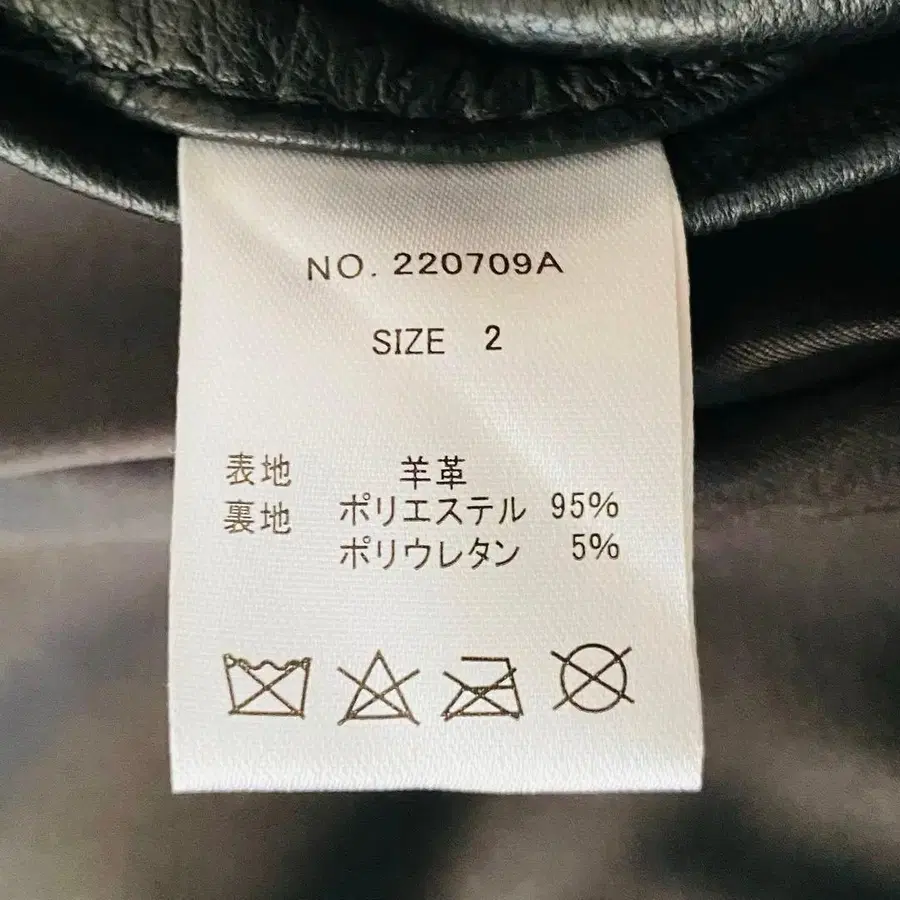 NO. 220709A
SIZE 2
表地 羊革
裏地 ポリエステル 95%
ポリウレタン 5%